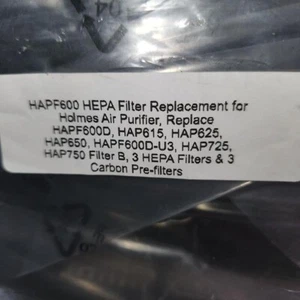 HAPF600 HEPA Filter Replacement for
Holmes Air Purifier, Replace
HAPF600D, HAP615, HAP625,
HAP650, HAPF600D-U3, HAP725,
HAP750 Filter B, 3 HEPA Filters & 3
Carbon Pre-filters